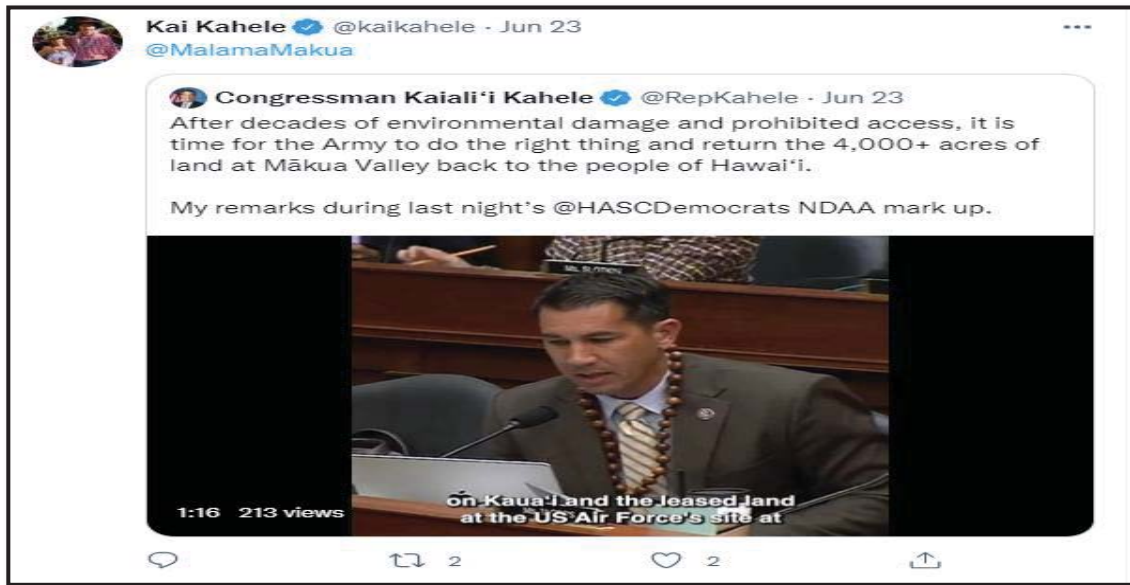 Kai Kahele @kaikahele · Jun 23
@MalamaMakua
Congressman Kaialiʻi Kahele @RepKahele · Jun 23
After decades of environmental damage and prohibited access, it is
time for the Army to do the right thing and return the 4,000+ acres of
land at Mākua Valley back to the people of Hawaiʻi.
My remarks during last night’s @HASCDemocrats NDAA mark up.
Ms. SLOTKIN
on Kauaʻi and the leased land
at the US Air Force's site at
1:16 213 views
2 2